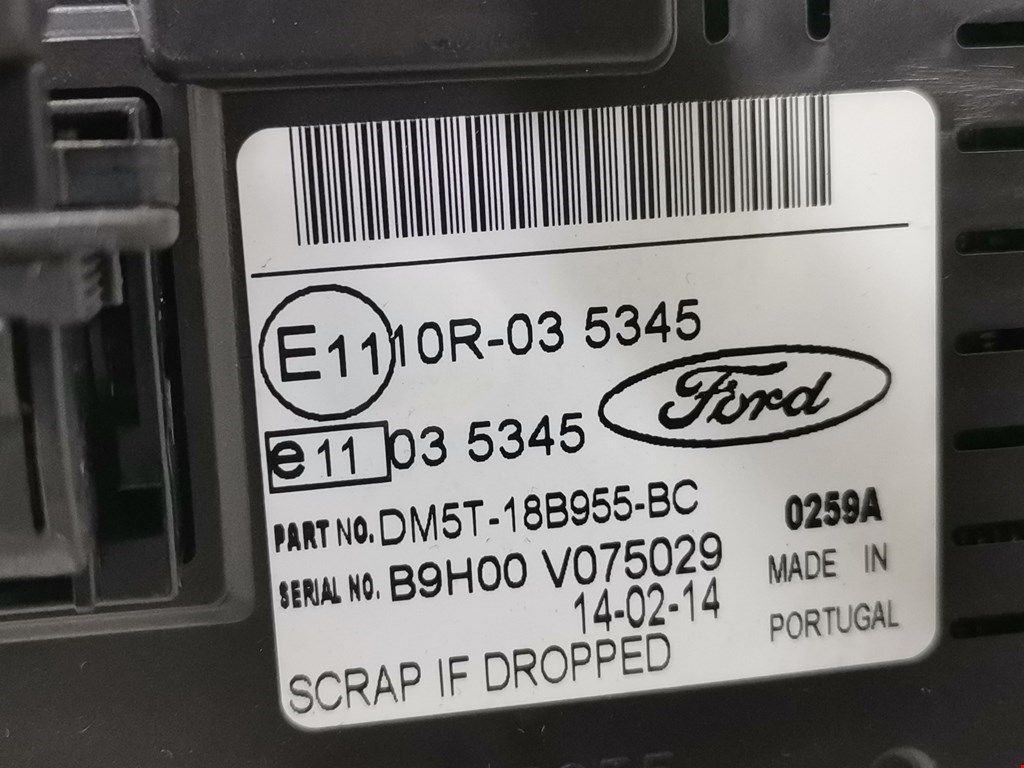 E11 10R-03 5345
Ford
e11 03 5345
PART NO. DM5T-18B955-BC
0259A
SERIAL NO. B9H00 V075029
MADE IN
14-02-14
PORTUGAL
SCRAP IF DROPPED